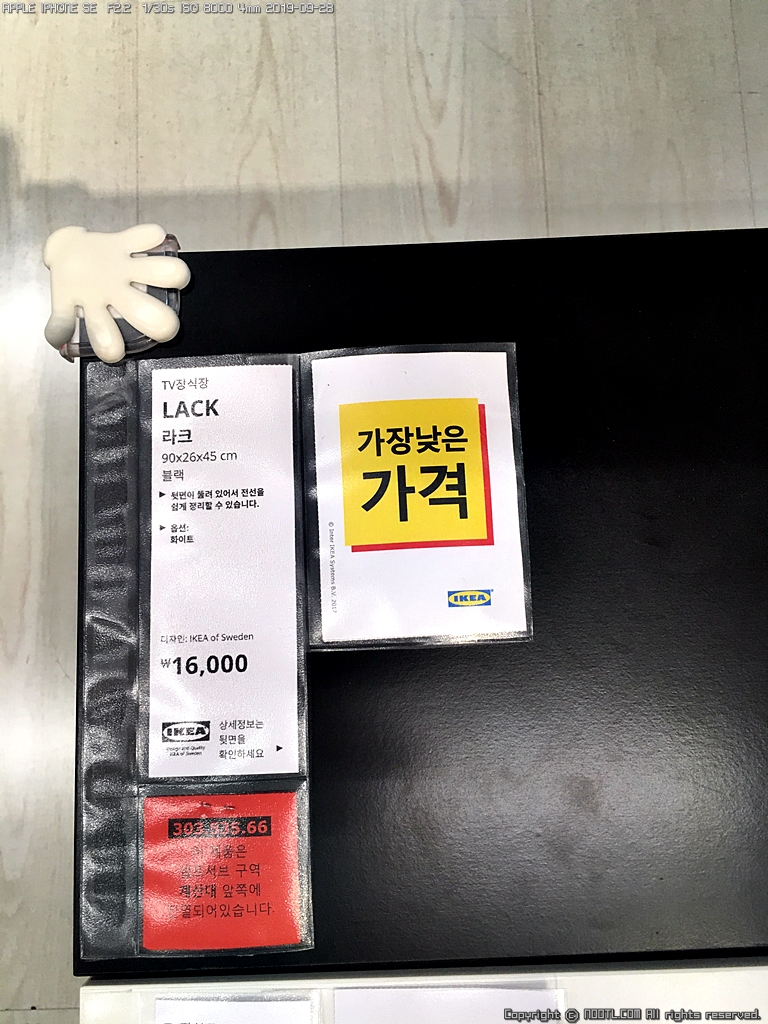 APPLE IPHONE SE F2.2 1/30s ISO 8000 4mm 2019-09-28
TV장식장
LACK
라크
90x26x45 cm
블랙
▶ 뒷면이 뚫려 있어서 전선을
쉽게 정리할 수 있습니다.
▶ 옵션:
화이트
디자인: IKEA of Sweden
₩16,000
IKEA
Design and Quality
IKEA of Sweden
상세정보는
뒷면을
확인하세요 ▶
가장낮은
가격
© Inter IKEA Systems B.V. 2017
IKEA
구역
계산대 앞쪽에
Copyright © NOOTL.COM All rights reserved.